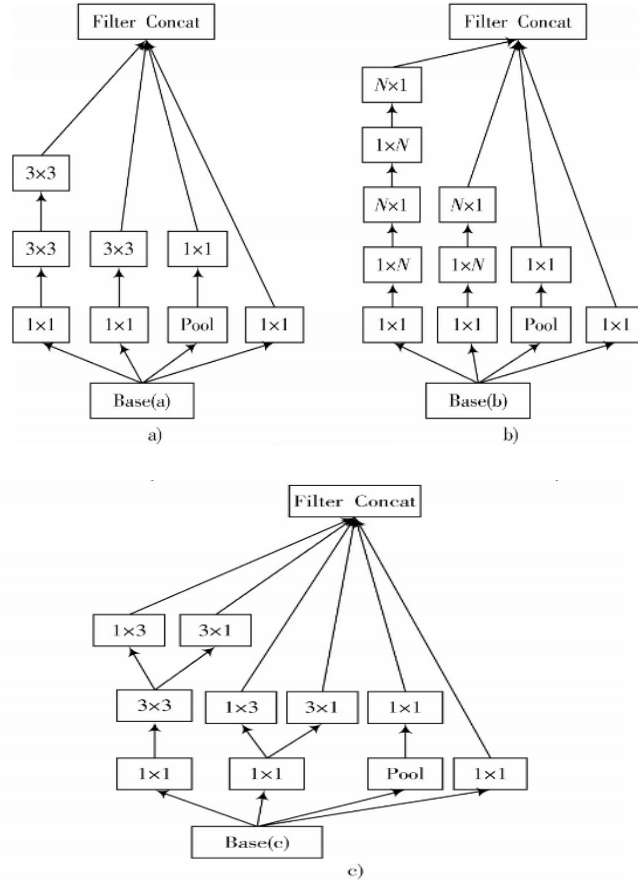 Filter Concat
3×3
3×3
3×3
1×1
1×1
1×1
Pool
1×1
Base(a)
a)
Filter Concat
N×1
1×N
N×1
N×1
1×N
1×N
1×1
1×1
1×1
Pool
1×1
Base(b)
b)
Filter Concat
1×3
3×1
3×3
1×3
3×1
1×1
1×1
1×1
Pool
1×1
Base(c)
c)